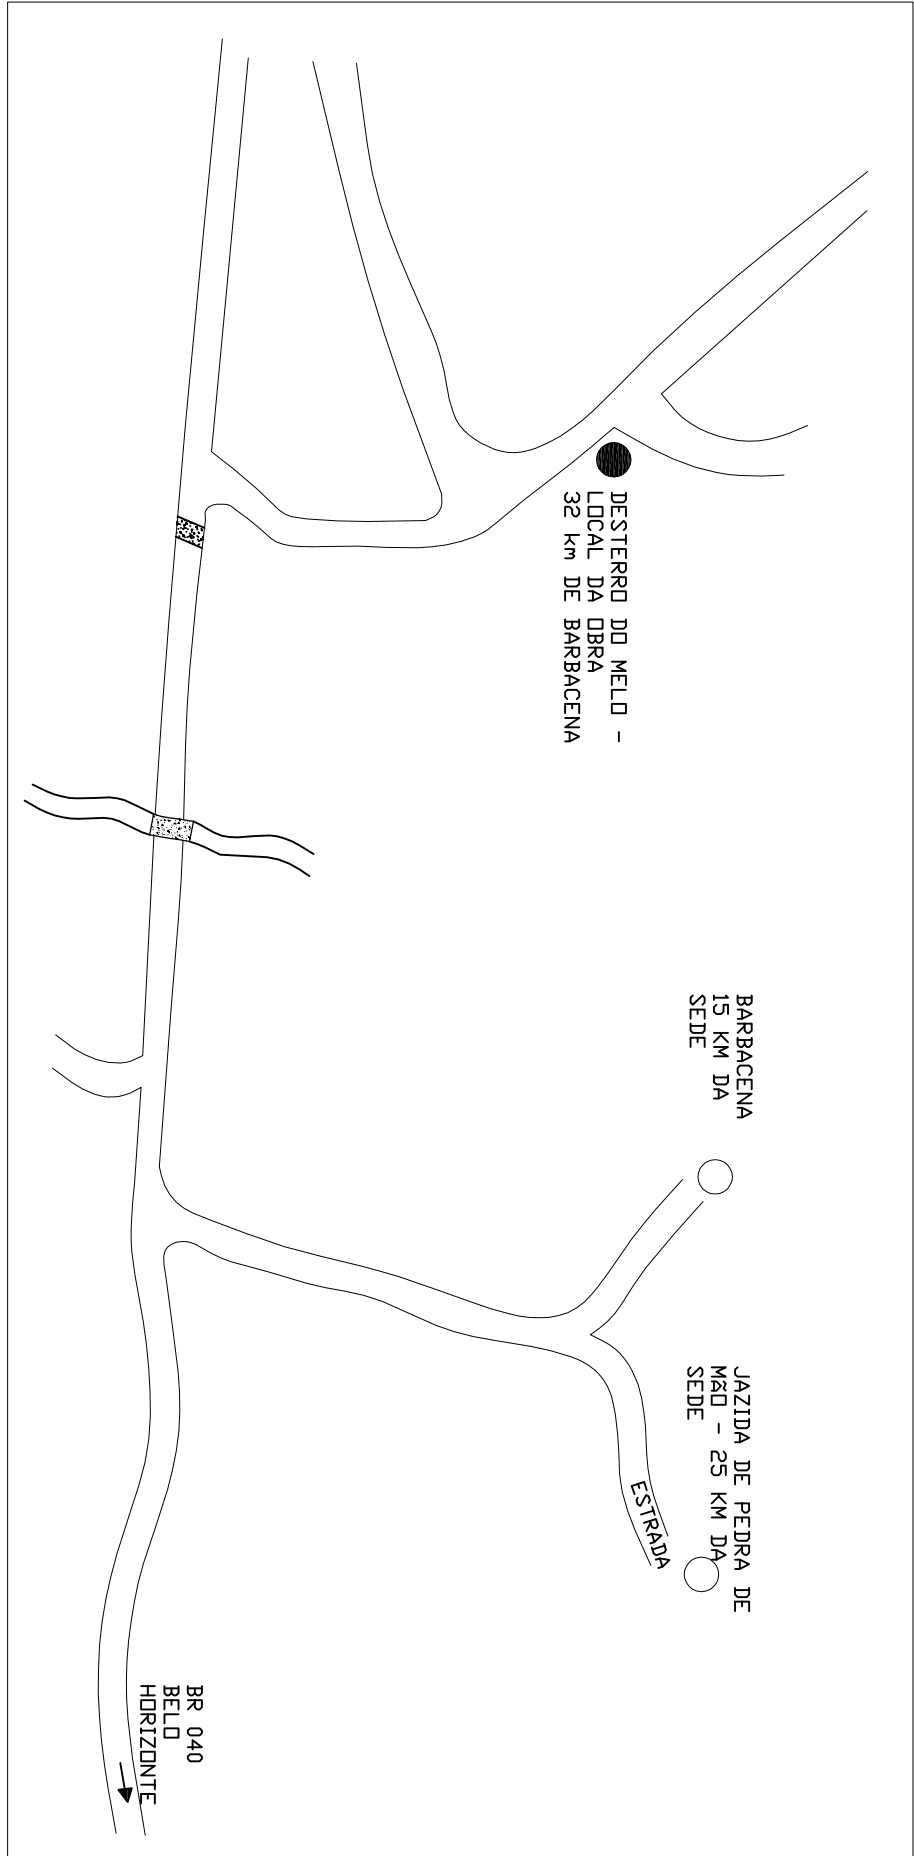 DESTERRO DO MELO -
LOCAL DA OBRA
32 km DE BARBACENA
BARBACENA
15 KM DA
SEDE
JAZIDA DE PEDRA DE
MÃO - 25 KM DA
SEDE
ESTRADA
BR 040
BELO
HORIZONTE